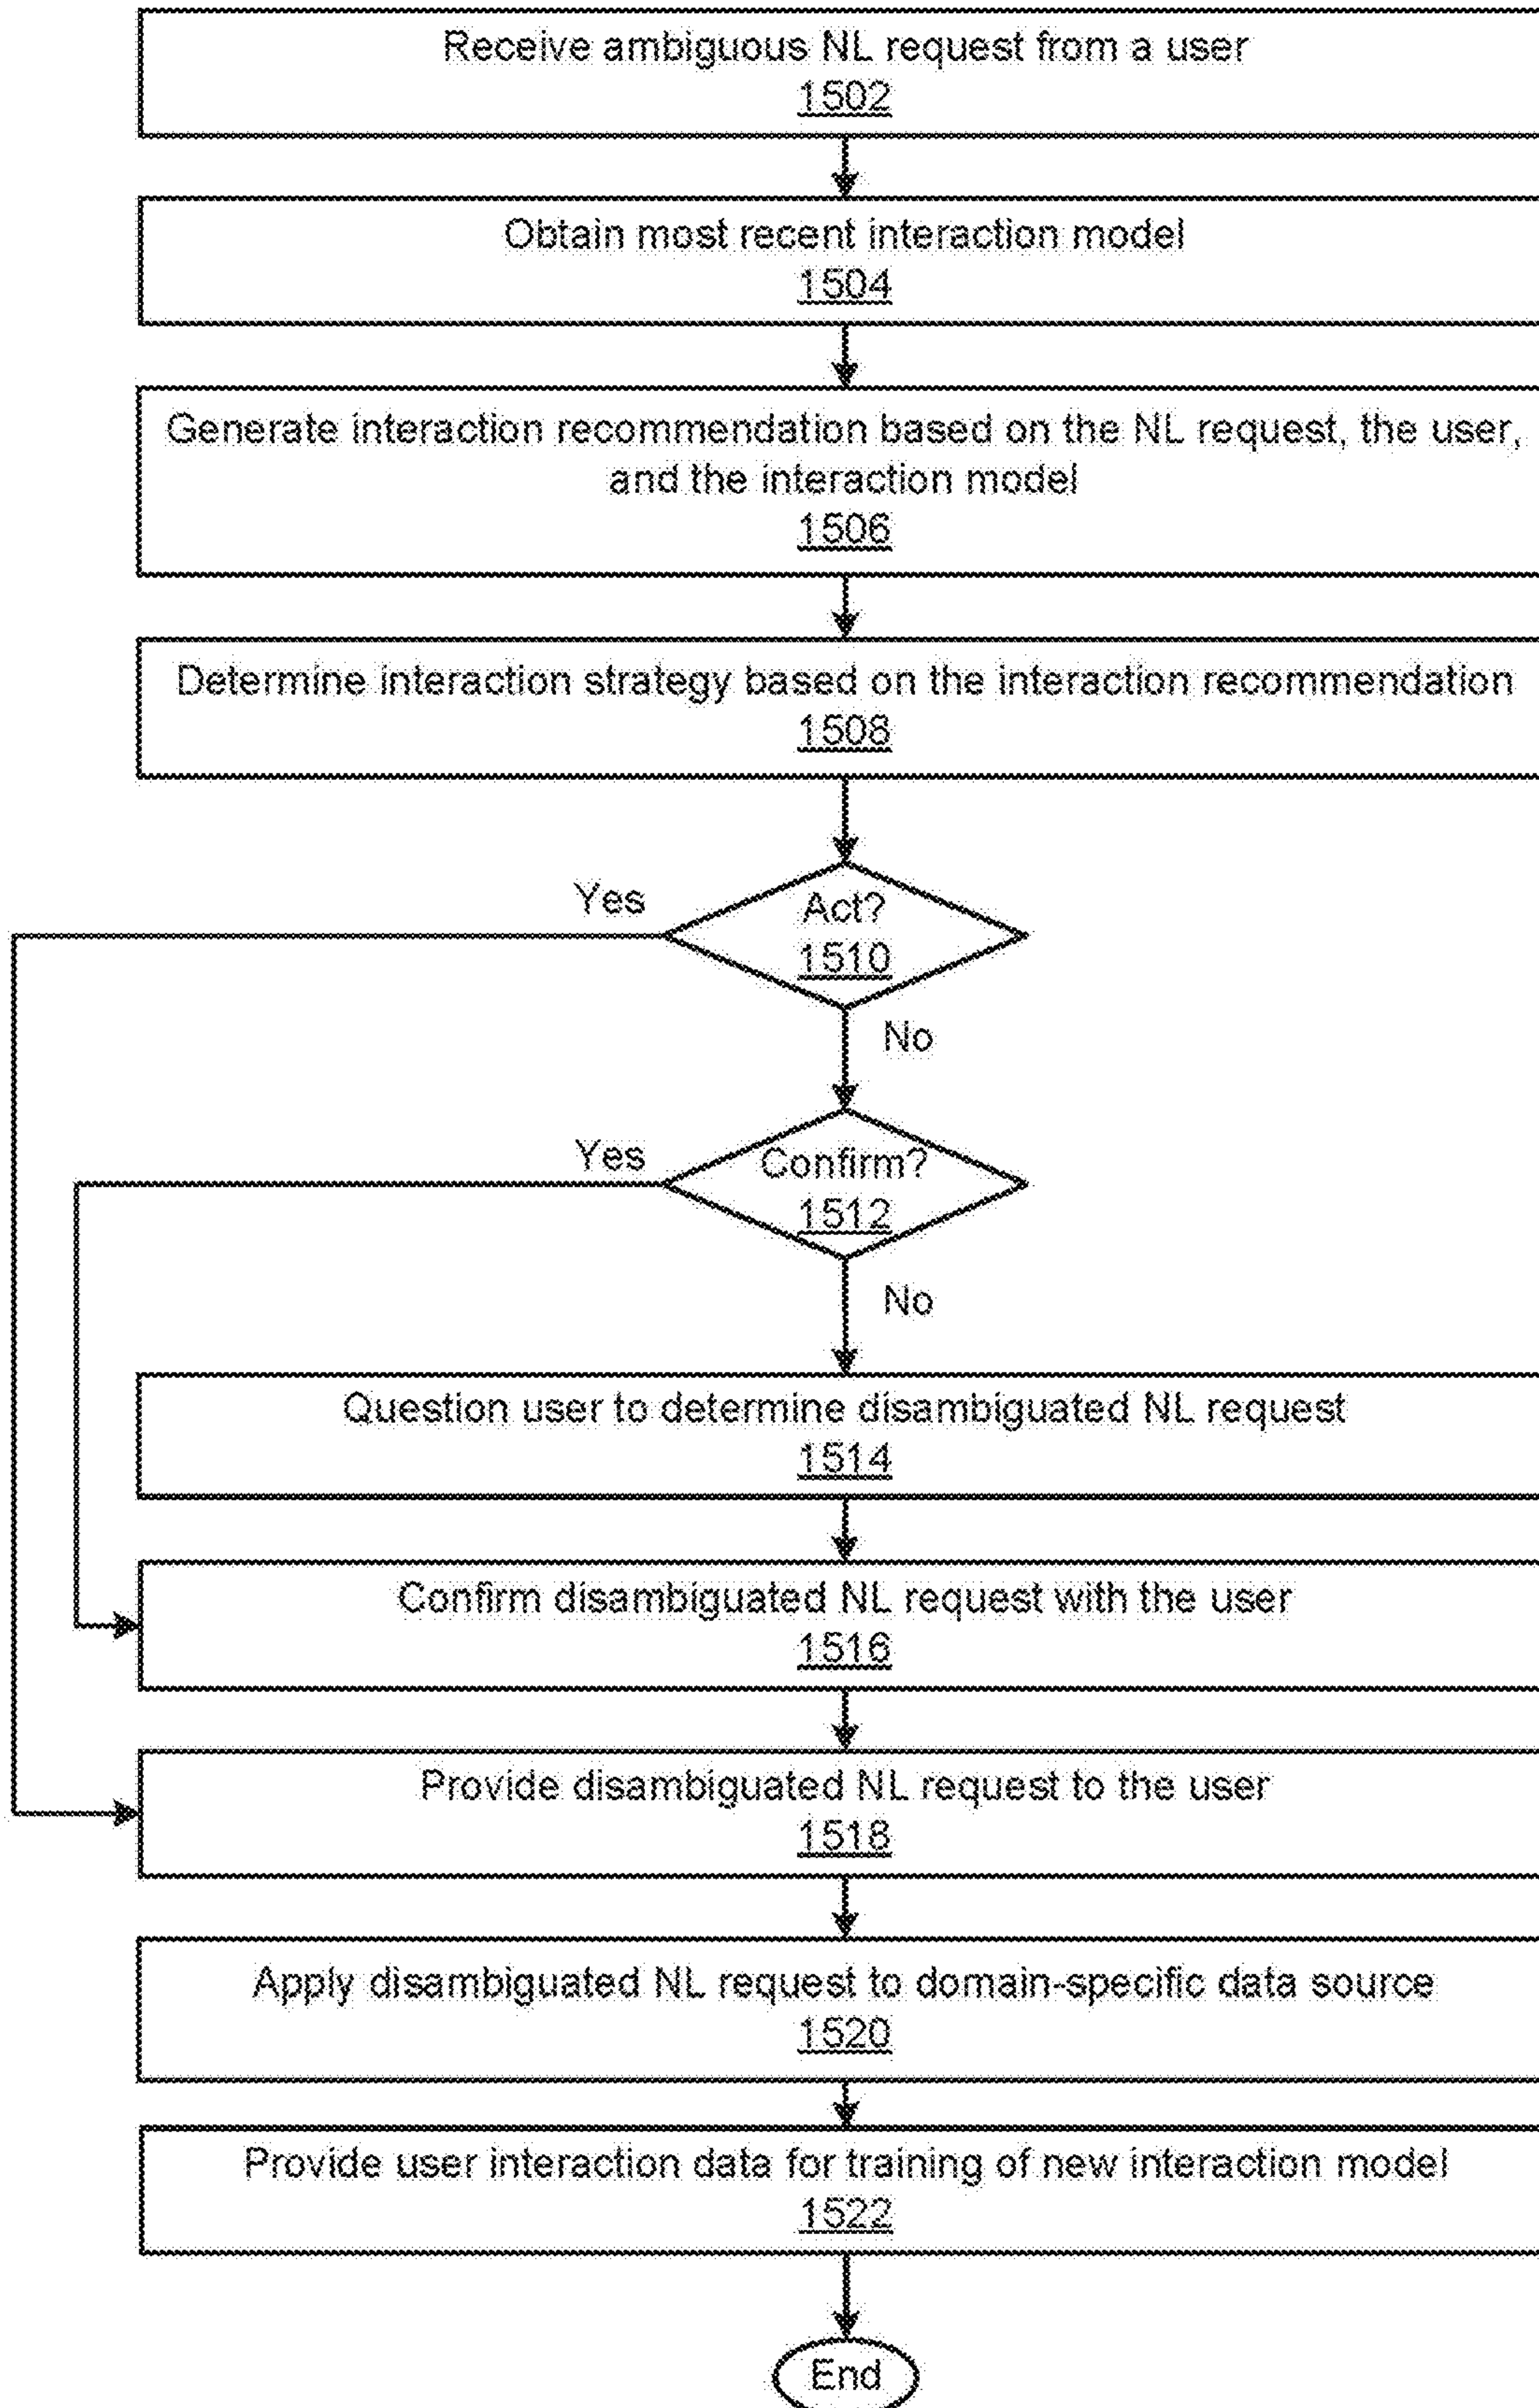 Receive ambiguous NL request from a user
1502
Obtain most recent interaction model
1504
Generate interaction recommendation based on the NL request, the user,
and the interaction model
1506
Determine interaction strategy based on the interaction recommendation
1508
Yes
Act?
1510
No
Yes
Confirm?
1512
No
Question user to determine disambiguated NL request
1514
Confirm disambiguated NL request with the user
1516
Provide disambiguated NL request to the user
1518
Apply disambiguated NL request to domain-specific data source
1520
Provide user interaction data for training of new interaction model
1522
End